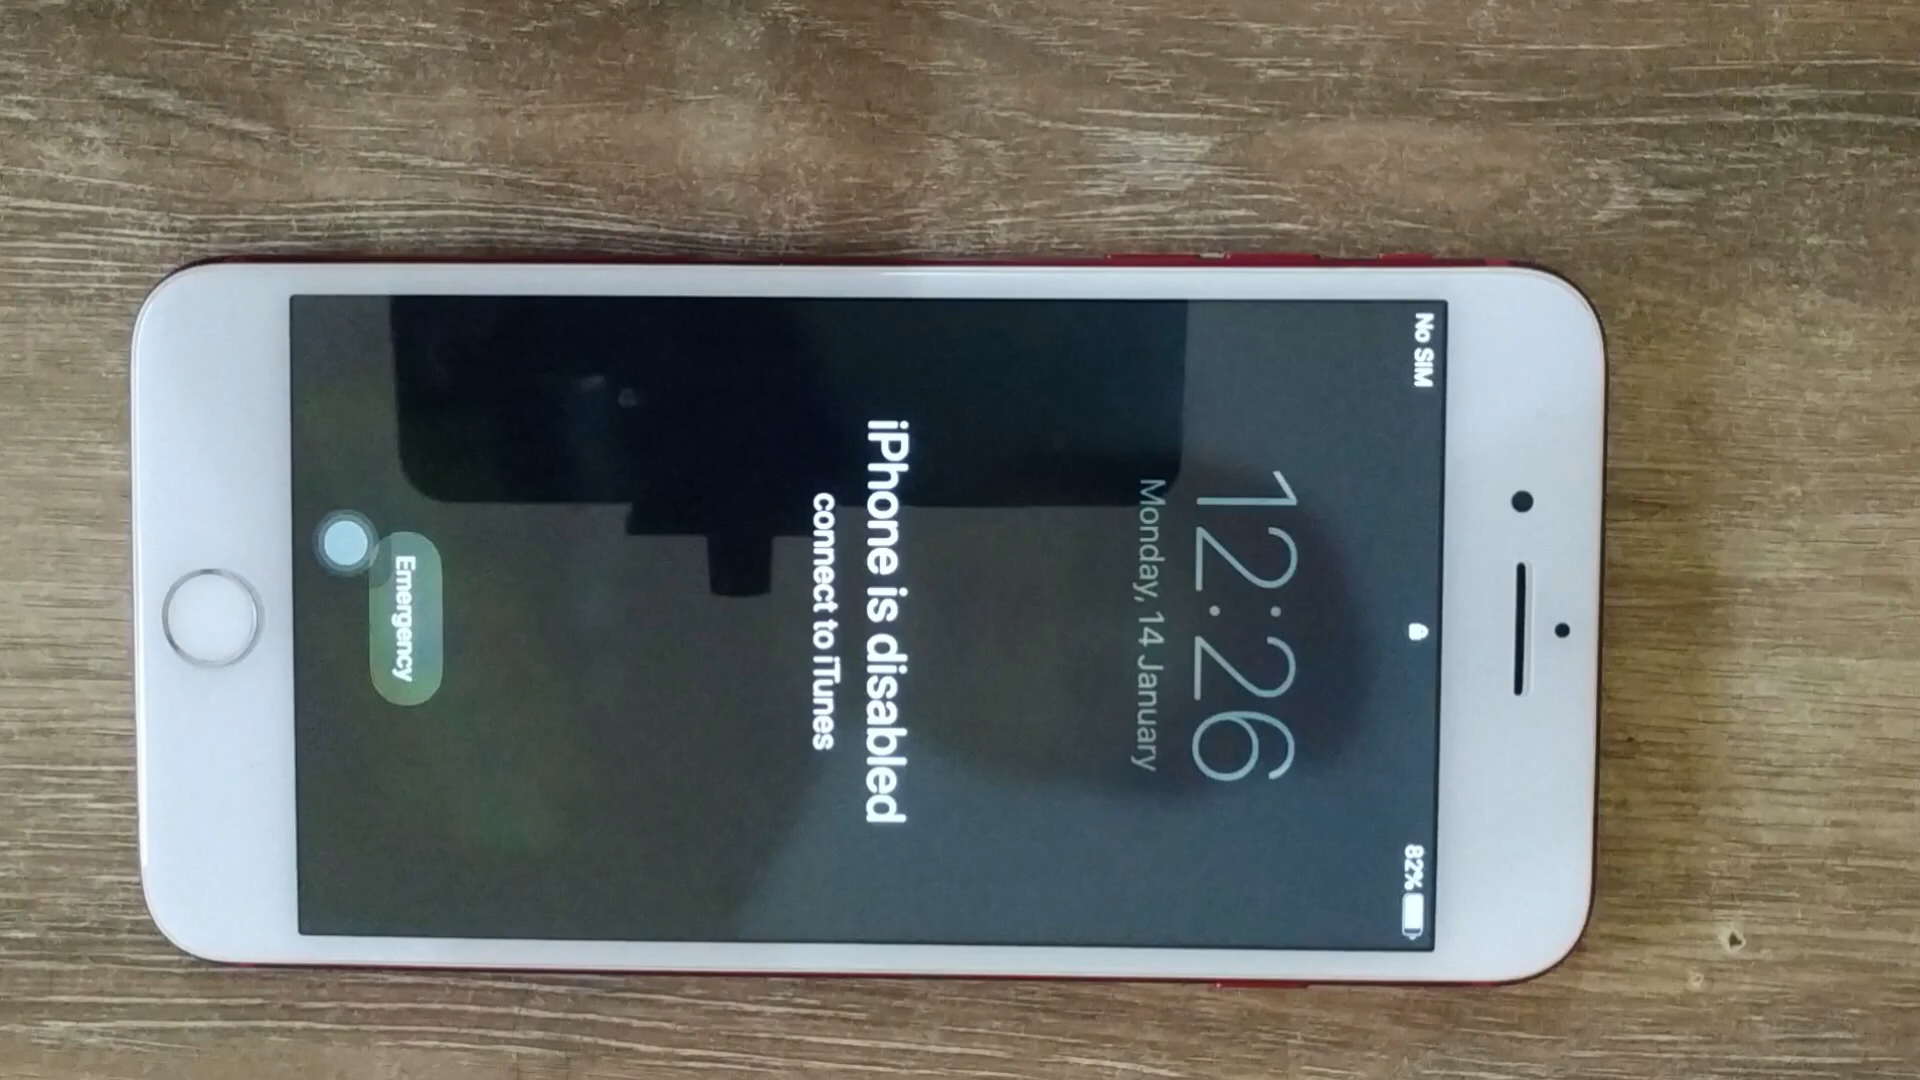 No SIM
82%
12:26
Monday, 14 January
iPhone is disabled
connect to iTunes
Emergency